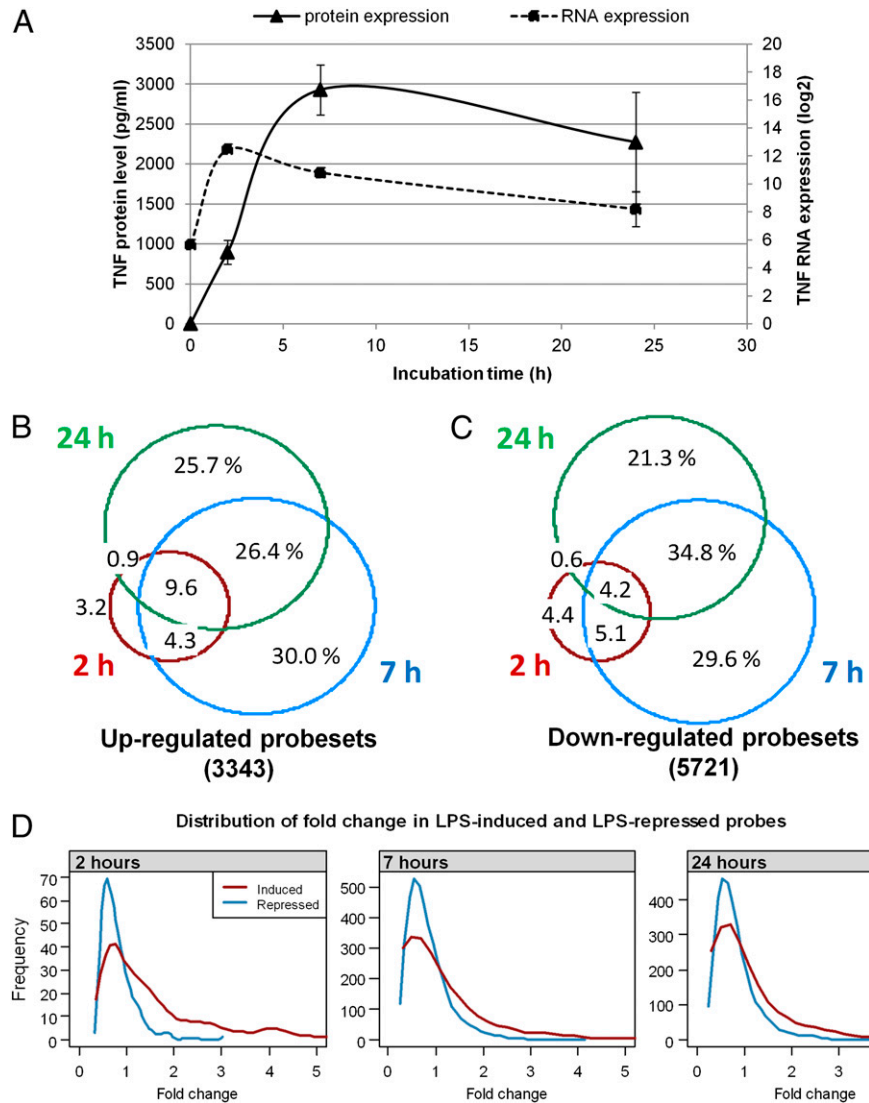 A
protein expression
RNA expression
TNF protein level (pg/ml)
3500
3000
2500
2000
1500
1000
500
0
20
18
16
14
12
10
8
6
4
2
0
TNF RNA expression (log2)
0 5 10 15 20 25 30
Incubation time (h)
B
24 h
25.7 %
0.9
26.4 %
9.6
3.2
4.3
2 h
30.0 %
7 h
Up-regulated probesets
(3343)
C
24 h
21.3 %
0.6
34.8 %
4.2
4.4
5.1
2 h
29.6 %
7 h
Down-regulated probesets
(5721)
D
Distribution of fold change in LPS-induced and LPS-repressed probes
2 hours
Induced
Repressed
Frequency
70
60
50
40
30
20
10
0
0 1 2 3 4 5
Fold change
7 hours
500
400
300
200
100
0
0 1 2 3 4 5
Fold change
24 hours
400
300
200
100
0
0 1 2 3
Fold change